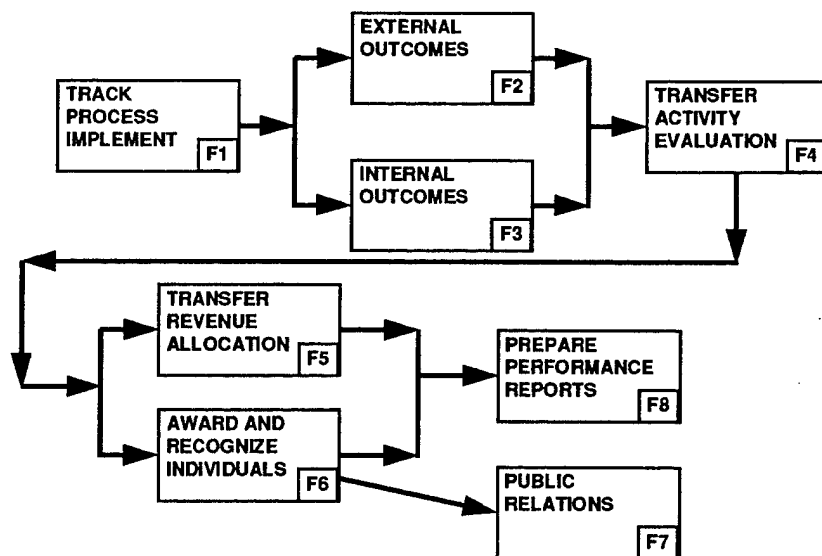 TRACK
PROCESS
IMPLEMENT
F1
EXTERNAL
OUTCOMES
F2
INTERNAL
OUTCOMES
F3
TRANSFER
ACTIVITY
EVALUATION
F4
TRANSFER
REVENUE
ALLOCATION
F5
AWARD AND
RECOGNIZE
INDIVIDUALS
F6
PREPARE
PERFORMANCE
REPORTS
F8
PUBLIC
RELATIONS
F7